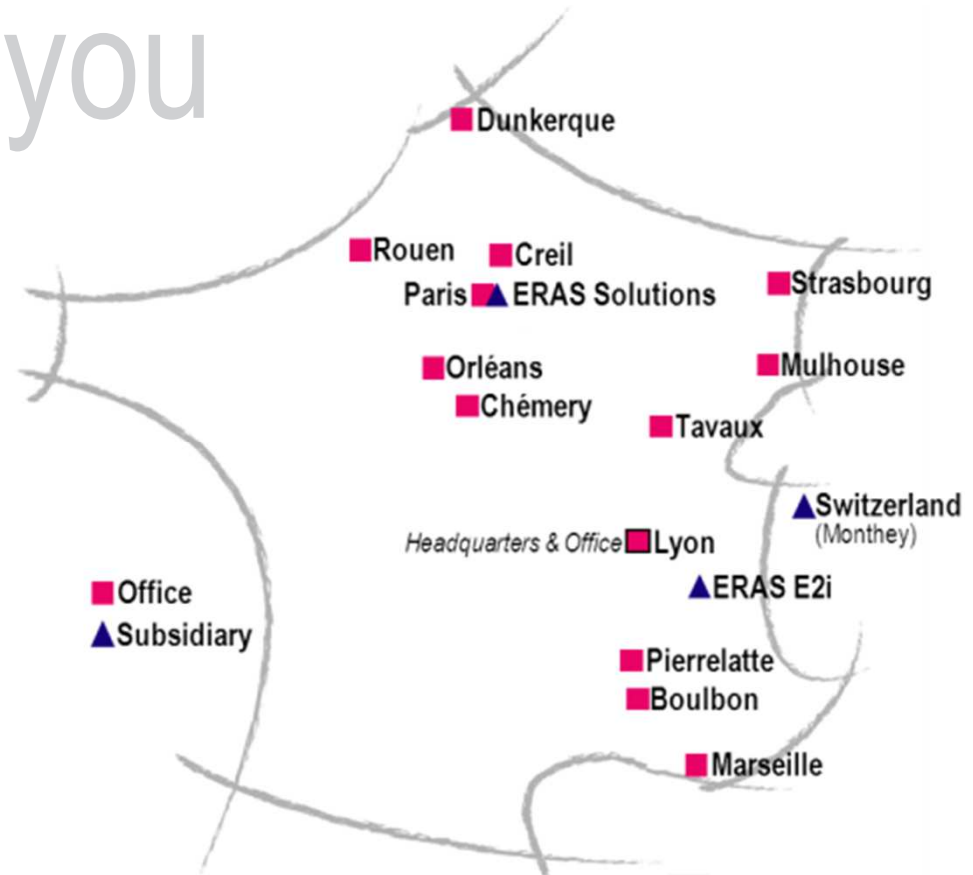 you
Dunkerque
Rouen
Creil
Strasbourg
Paris
ERAS Solutions
Orléans
Mulhouse
Chémery
Tavaux
Switzerland
(Monthey)
Headquarters & Office
Lyon
ERAS E2i
Office
Subsidiary
Pierrelatte
Boulbon
Marseille